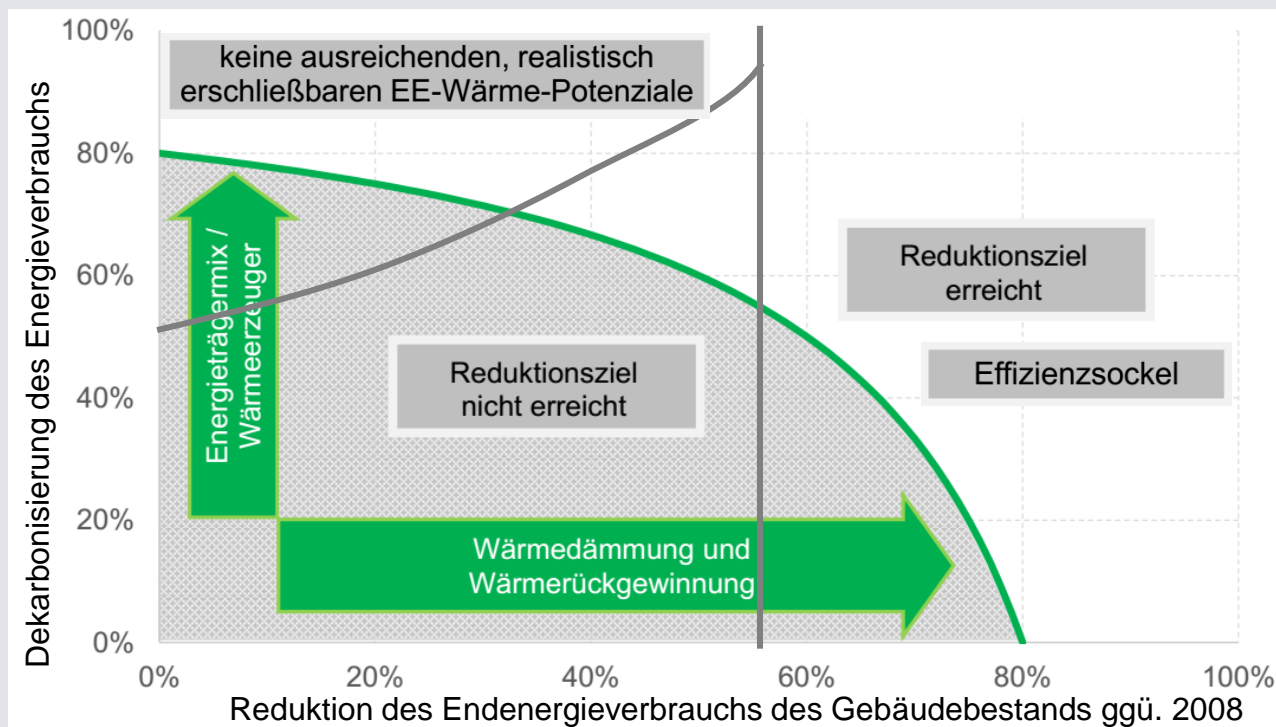 100%
keine ausreichenden, realistisch
erschließbaren EE-Wärme-Potenziale
Dekarbonisierung des Energieverbrauchs
80%
Energieträgermix /
Wärmeerzeuger
Reduktionsziel
erreicht
60%
Reduktionsziel
nicht erreicht
Effizienzsockel
40%
20%
Wärmedämmung und
Wärmerückgewinnung
0%
0% 20% 40% 60% 80% 100%
Reduktion des Endenergieverbrauchs des Gebäudebestands ggü. 2008